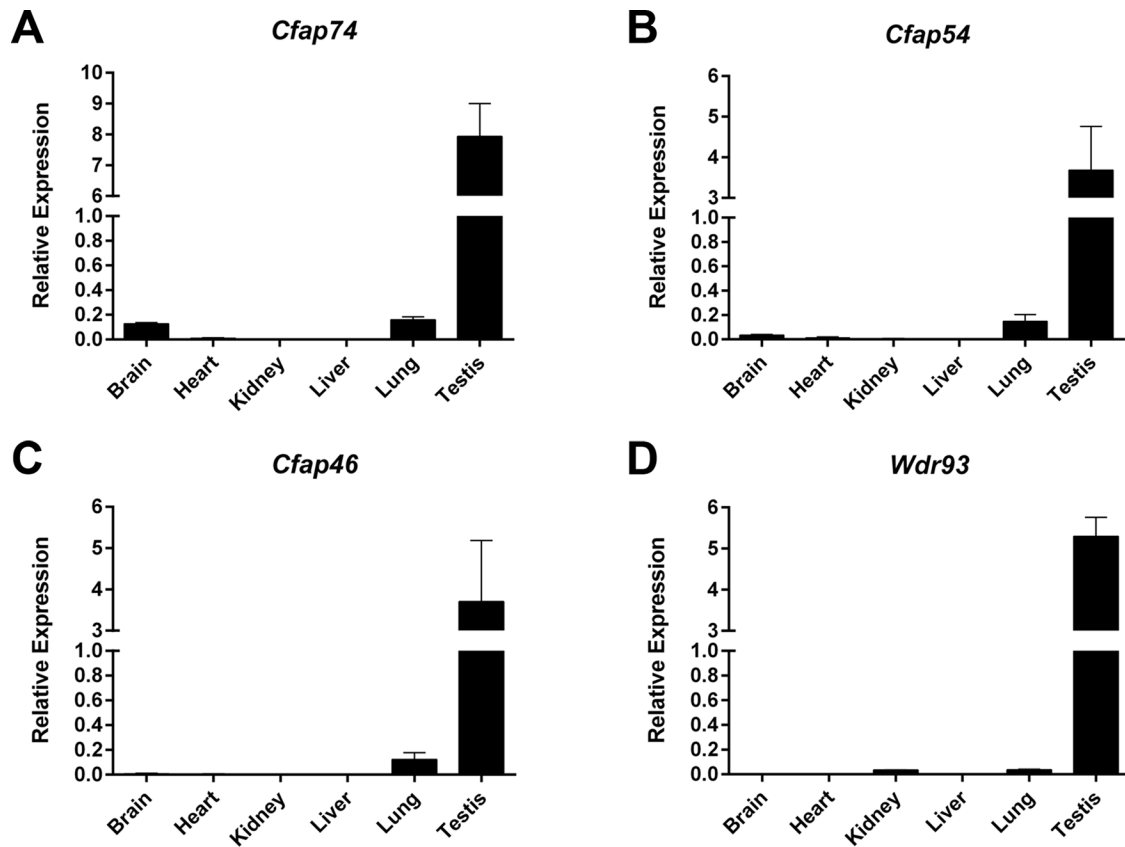 A
Cfap74
Relative Expression
10
9
8
7
6
1.0
0.8
0.6
0.4
0.2
0.0
Brain
Heart
Kidney
Liver
Lung
Testis
B
Cfap54
Relative Expression
6
5
4
3
1.0
0.8
0.6
0.4
0.2
0.0
Brain
Heart
Kidney
Liver
Lung
Testis
C
Cfap46
Relative Expression
6
5
4
3
1.0
0.8
0.6
0.4
0.2
0.0
Brain
Heart
Kidney
Liver
Lung
Testis
D
Wdr93
Relative Expression
6
5
4
3
1.0
0.8
0.6
0.4
0.2
0.0
Brain
Heart
Kidney
Liver
Lung
Testis